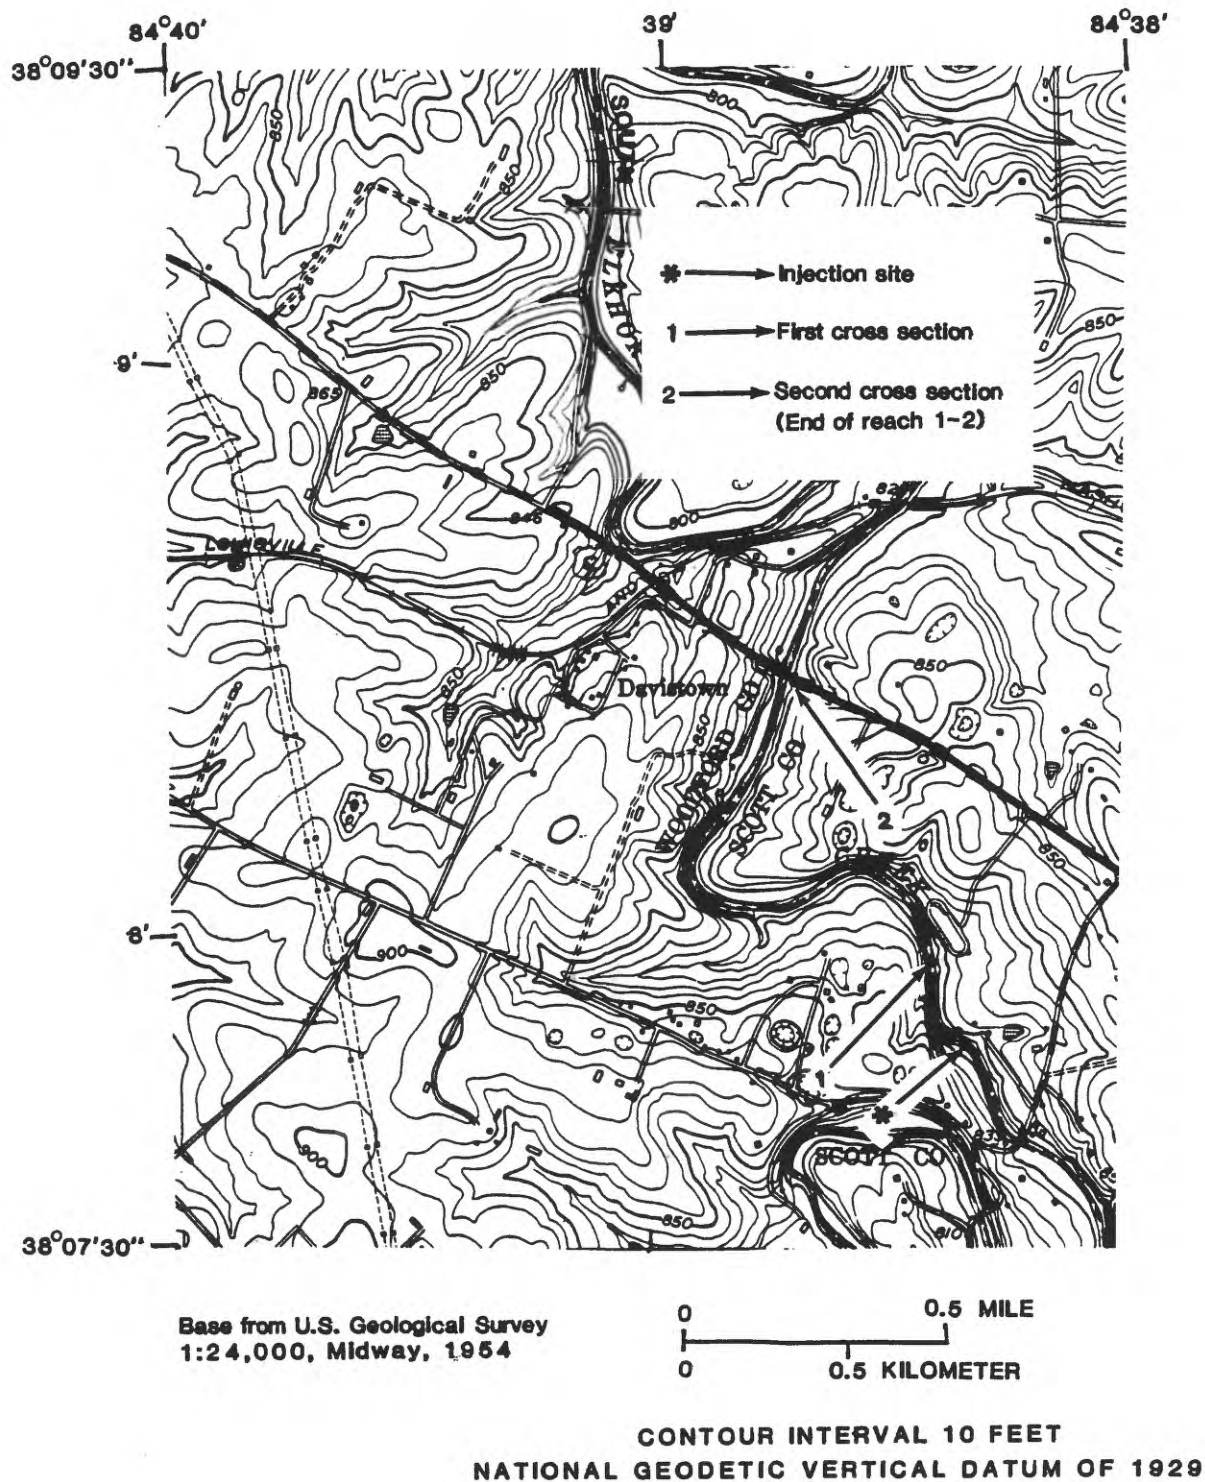 84°40' 39' 84°38'
38°09'30"
850
800
SOUTH
850
ELKHORN
* Injection site
1 First cross section
850
9'
850
865
2 Second cross section
(End of reach 1-2)
846
800
LOUISVILLE
AND
850
850
Davistown
850
WOODFORD CO
SCOTT CO
2
850
8'
900
850
1
SCOTT CO
900
850
810
38°07'30"
Base from U.S. Geological Survey
1:24,000, Midway, 1954
0 0.5 MILE
0 0.5 KILOMETER
CONTOUR INTERVAL 10 FEET
NATIONAL GEODETIC VERTICAL DATUM OF 1929